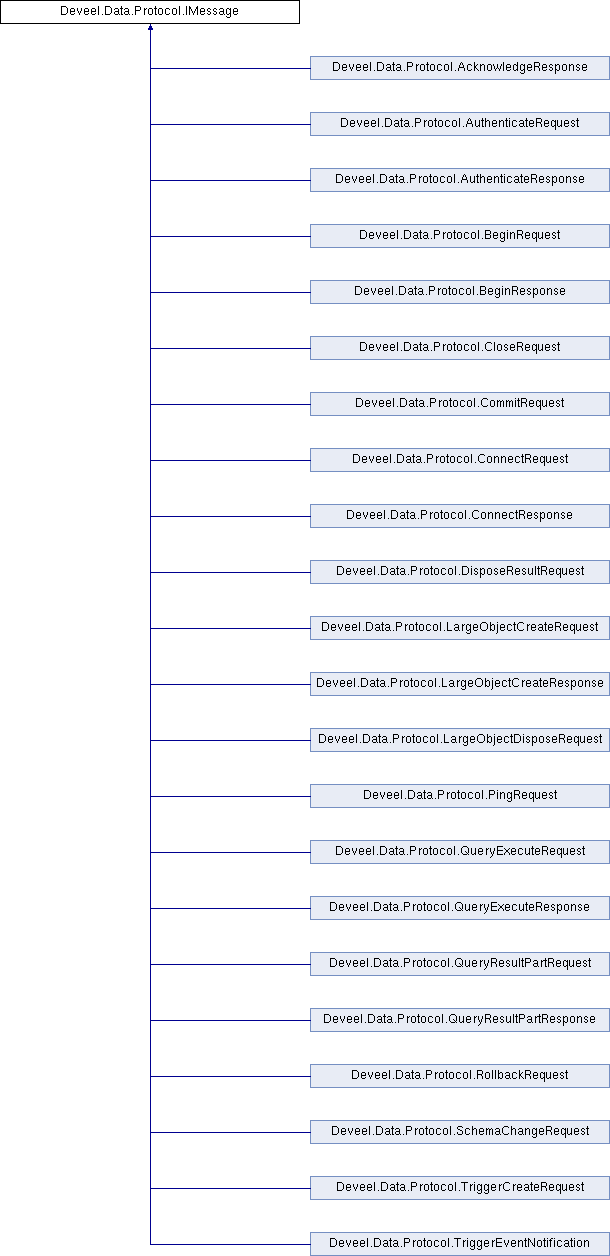 Deveel.Data.Protocol.IMessage
Deveel.Data.Protocol.AcknowledgeResponse
Deveel.Data.Protocol.AuthenticateRequest
Deveel.Data.Protocol.AuthenticateResponse
Deveel.Data.Protocol.BeginRequest
Deveel.Data.Protocol.BeginResponse
Deveel.Data.Protocol.CloseRequest
Deveel.Data.Protocol.CommitRequest
Deveel.Data.Protocol.ConnectRequest
Deveel.Data.Protocol.ConnectResponse
Deveel.Data.Protocol.DisposeResultRequest
Deveel.Data.Protocol.LargeObjectCreateRequest
Deveel.Data.Protocol.LargeObjectCreateResponse
Deveel.Data.Protocol.LargeObjectDisposeRequest
Deveel.Data.Protocol.PingRequest
Deveel.Data.Protocol.QueryExecuteRequest
Deveel.Data.Protocol.QueryExecuteResponse
Deveel.Data.Protocol.QueryResultPartRequest
Deveel.Data.Protocol.QueryResultPartResponse
Deveel.Data.Protocol.RollbackRequest
Deveel.Data.Protocol.SchemaChangeRequest
Deveel.Data.Protocol.TriggerCreateRequest
Deveel.Data.Protocol.TriggerEventNotification